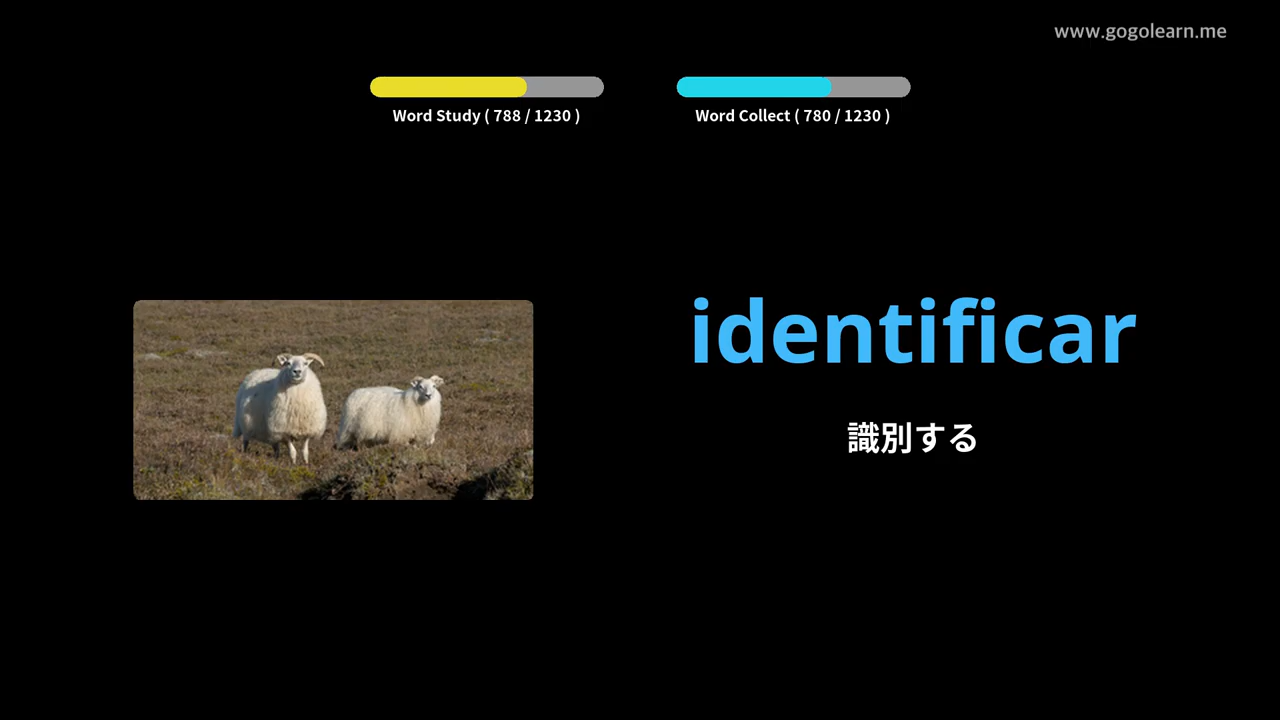 www.gogolearn.me
Word Study ( 788 / 1230 )
Word Collect ( 780 / 1230 )
identificar
識別する